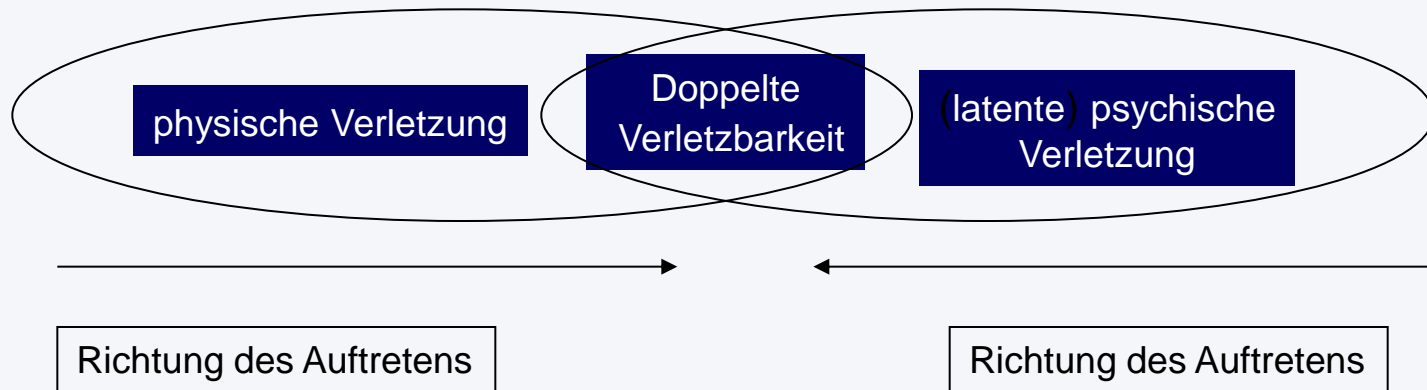 physische Verletzung
Doppelte
Verletzbarkeit
(latente) psychische
Verletzung
Richtung des Auftretens
Richtung des Auftretens